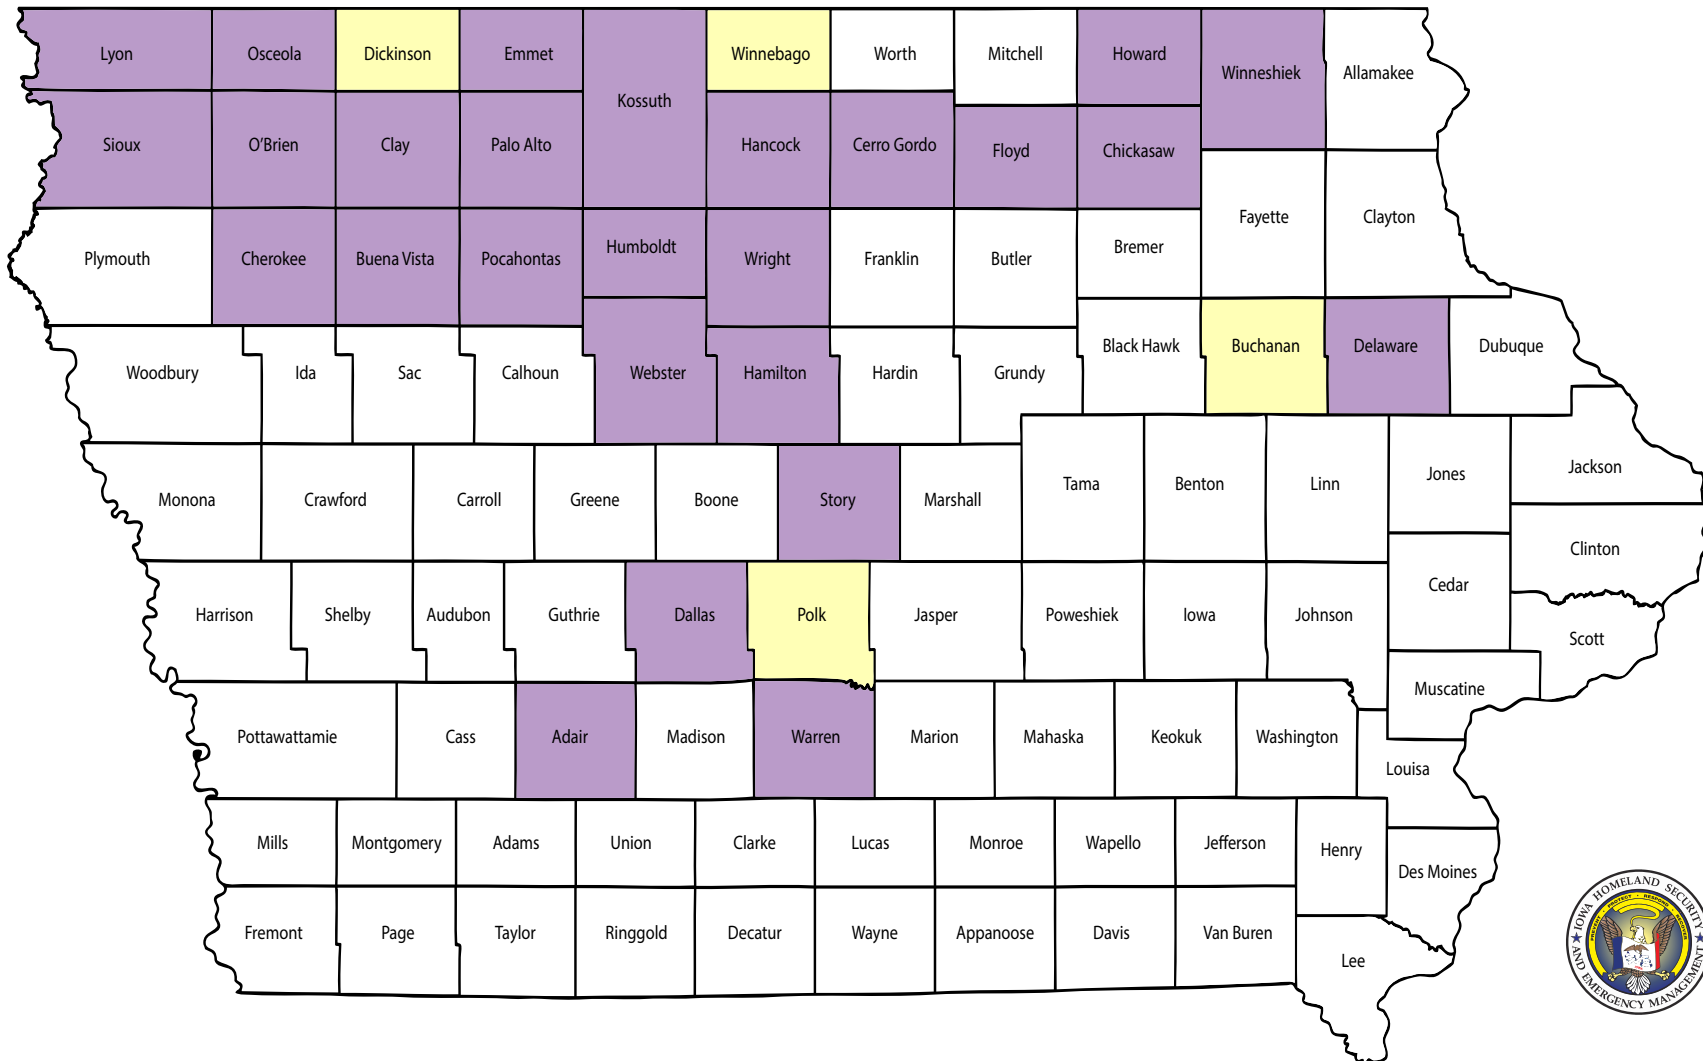 Lyon
Osceola
Dickinson
Emmet
Winnebago
Worth
Mitchell
Howard
Winneshiek
Allamakee
Kossuth
Sioux
O'Brien
Clay
Palo Alto
Hancock
Cerro Gordo
Floyd
Chickasaw
Fayette
Clayton
Plymouth
Cherokee
Buena Vista
Pocahontas
Humboldt
Wright
Franklin
Butler
Bremer
Black Hawk
Buchanan
Delaware
Dubuque
Woodbury
Ida
Sac
Calhoun
Webster
Hamilton
Hardin
Grundy
Jackson
Monona
Crawford
Carroll
Greene
Boone
Story
Marshall
Tama
Benton
Linn
Jones
Clinton
Cedar
Harrison
Shelby
Audubon
Guthrie
Dallas
Polk
Jasper
Poweshiek
Iowa
Johnson
Scott
Muscatine
Pottawattamie
Cass
Adair
Madison
Warren
Marion
Mahaska
Keokuk
Washington
Louisa
Mills
Montgomery
Adams
Union
Clarke
Lucas
Monroe
Wapello
Jefferson
Henry
Des Moines
Fremont
Page
Taylor
Ringgold
Decatur
Wayne
Appanoose
Davis
Van Buren
Lee
IOWA HOMELAND SECURITY
AND EMERGENCY MANAGEMENT